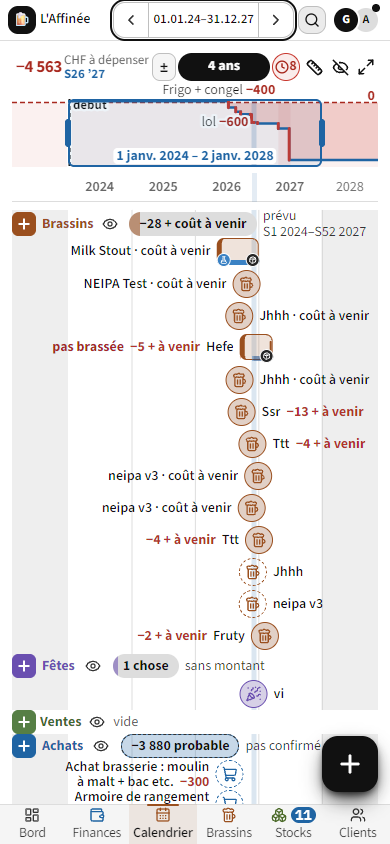 L'Affinée
01.01.24–31.12.27
G
A
−4 563 CHF à dépenser
S26 ’27
±
4 ans
8
Frigo + congel −400
0
début
lol −600
1 janv. 2024 – 2 janv. 2028
2024 2025 2026 2027 2028
Brassins −28 + coût à venir
prévu
S1 2024–S52 2027
Milk Stout · coût à venir
NEIPA Test · coût à venir
Jhhh · coût à venir
pas brassée −5 + à venir Hefe
Jhhh · coût à venir
Ssr −13 + à venir
Ttt −4 + à venir
neipa v3 · coût à venir
neipa v3 · coût à venir
−4 + à venir Ttt
Jhhh
neipa v3
−2 + à venir Fruty
Fêtes 1 chose sans montant
vi
Ventes vide
Achats −3 880 probable pas confirmé
Achat brasserie : moulin
à malt + bac etc. −300
Armoire de rangement
Bord Finances Calendrier Brassins Stocks 11 Clients